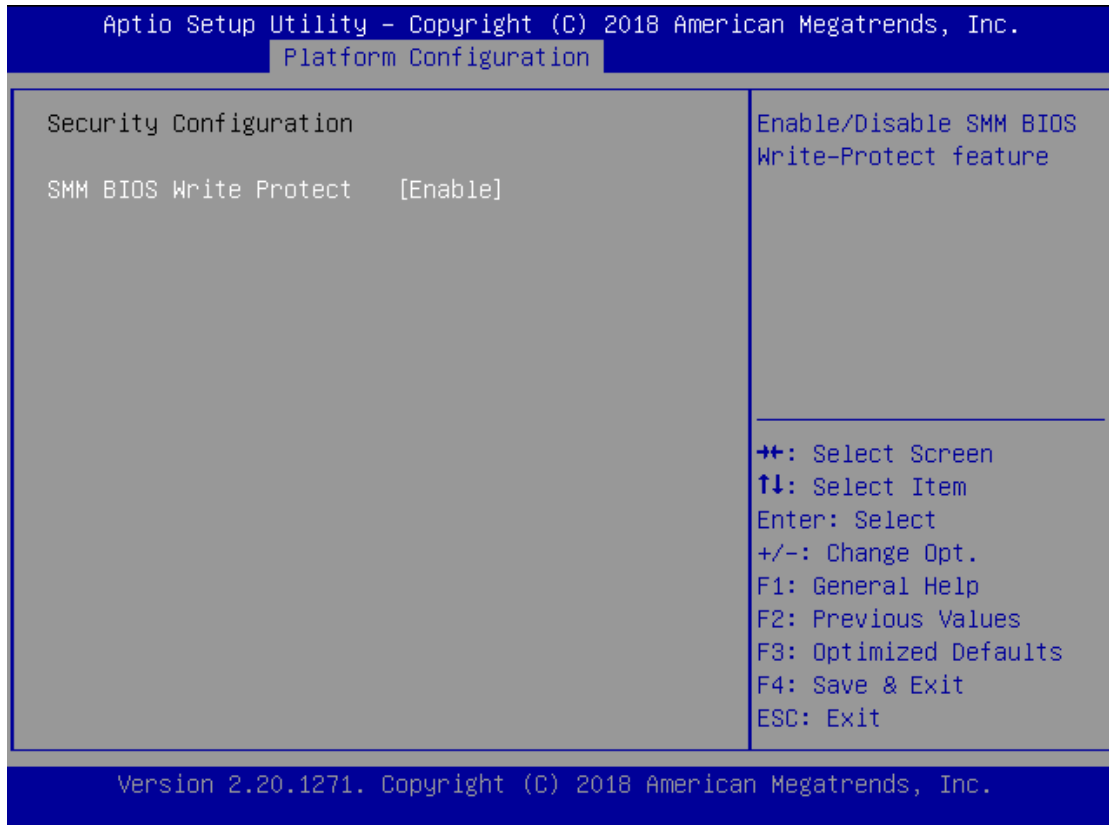 Aptio Setup Utility – Copyright (C) 2018 American Megatrends, Inc.
Platform Configuration
Security Configuration
SMM BIOS Write Protect [Enable]
Enable/Disable SMM BIOS
Write-Protect feature
→←: Select Screen
↑↓: Select Item
Enter: Select
+/-: Change Opt.
F1: General Help
F2: Previous Values
F3: Optimized Defaults
F4: Save & Exit
ESC: Exit
Version 2.20.1271. Copyright (C) 2018 American Megatrends, Inc.